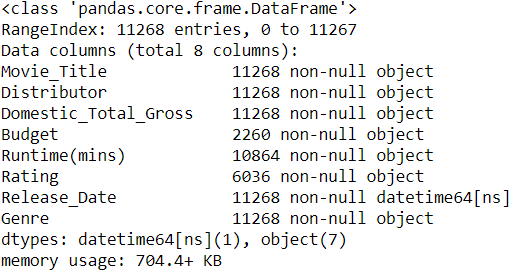 <class 'pandas.core.frame.DataFrame'>
RangeIndex: 11268 entries, 0 to 11267
Data columns (total 8 columns):
Movie_Title 11268 non-null object
Distributor 11268 non-null object
Domestic_Total_Gross 11268 non-null object
Budget 2260 non-null object
Runtime(mins) 10864 non-null object
Rating 6036 non-null object
Release_Date 11268 non-null datetime64[ns]
Genre 11268 non-null object
dtypes: datetime64[ns](1), object(7)
memory usage: 704.4+ KB